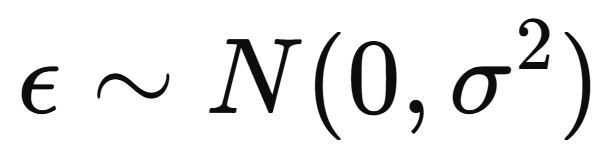 ϵ ∼ N(0, σ²)